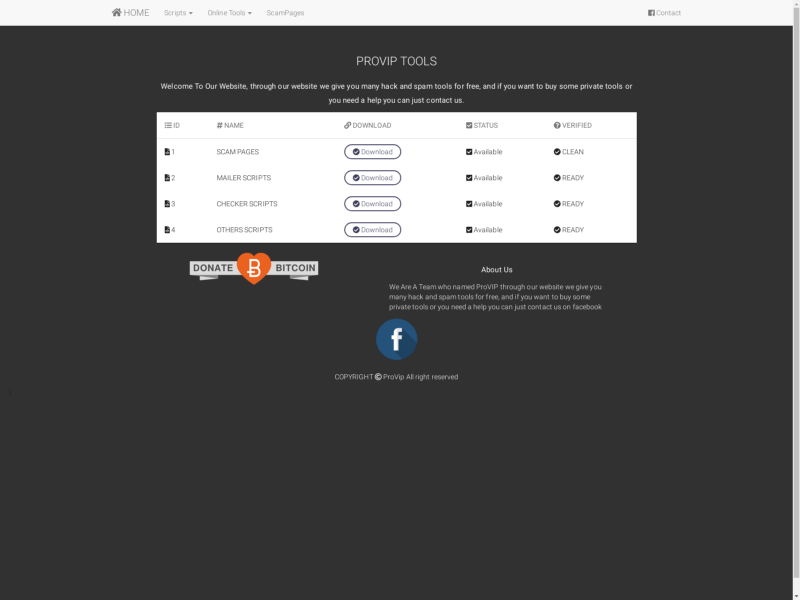 HOME Scripts Online Tools ScamPages Contact
PROVIP TOOLS
Welcome To Our Website, through our website we give you many hack and spam tools for free, and if you want to buy some private tools or
you need a help you can just contact us.
ID # NAME DOWNLOAD STATUS VERIFIED
1 SCAM PAGES Download Available CLEAN
2 MAILER SCRIPTS Download Available READY
3 CHECKER SCRIPTS Download Available READY
4 OTHERS SCRIPTS Download Available READY
DONATE BITCOIN
About Us
We Are A Team who named ProVIP through our website we give you
many hack and spam tools for free, and if you want to buy some
private tools or you need a help you can just contact us on facebook
COPYRIGHT © ProVip All right reserved